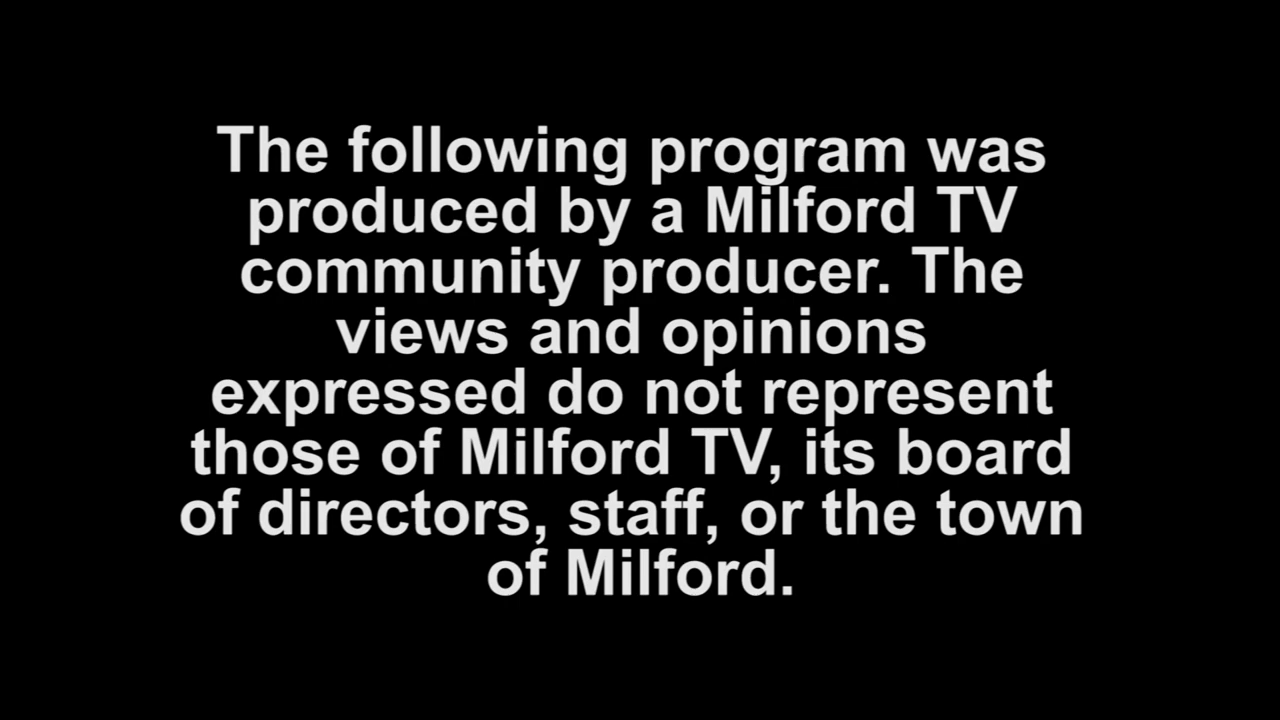 The following program was
produced by a Milford TV
community producer. The
views and opinions
expressed do not represent
those of Milford TV, its board
of directors, staff, or the town
of Milford.